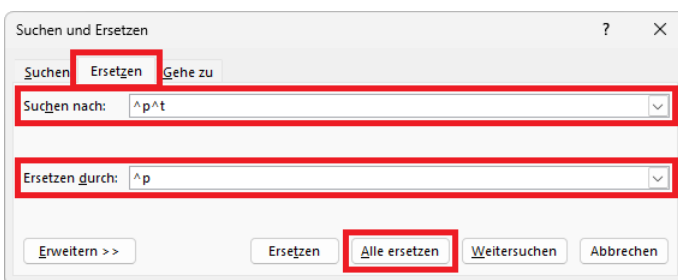 Suchen und Ersetzen ?
Suchen Ersetzen Gehe zu
Suchen nach: ^p^t
Ersetzen durch: ^p
Erweitern >> Ersetzen Alle ersetzen Weitersuchen Abbrechen